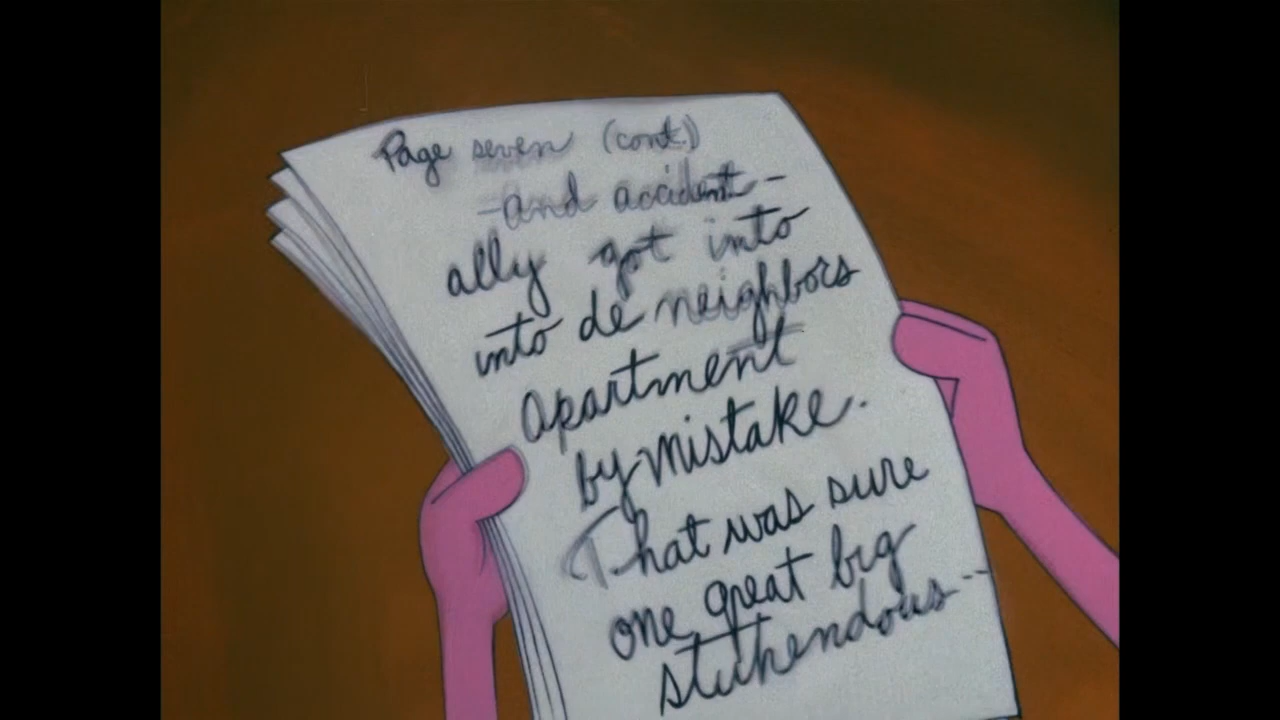 Page seven (cont.)
-and accident-
ally got into
into de neighbors
Apartment
by mistake.
That was sure
one great big
stuhendous--